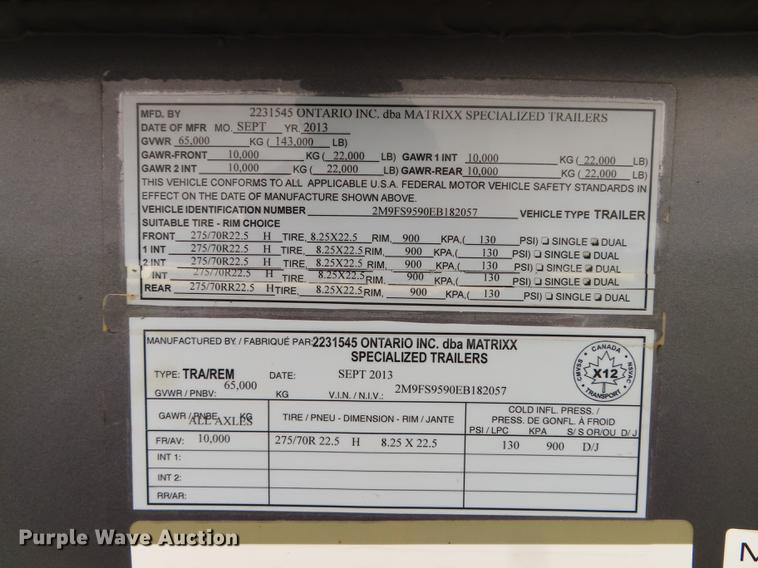 MFD. BY 2231545 ONTARIO INC. dba MATRIXX SPECIALIZED TRAILERS
DATE OF MFR MO. SEPT YR. 2013
GVWR 65,000 KG ( 143,000 LB)
GAWR-FRONT 10,000 KG ( 22,000 LB) GAWR 1 INT 10,000 KG ( 22,000 LB)
GAWR 2 INT 10,000 KG ( 22,000 LB) GAWR-REAR 10,000 KG ( 22,000 LB)
THIS VEHICLE CONFORMS TO ALL APPLICABLE U.S.A. FEDERAL MOTOR VEHICLE SAFETY STANDARDS IN
EFFECT ON THE DATE OF MANUFACTURE SHOWN ABOVE.
VEHICLE IDENTIFICATION NUMBER 2M9FS9590EB182057 VEHICLE TYPE TRAILER
SUITABLE TIRE - RIM CHOICE
FRONT 275/70R22.5 H TIRE, 8.25X22.5 RIM, 900 KPA,( 130 PSI) SINGLE DUAL
1 INT 275/70R22.5 H TIRE, 8.25X22.5 RIM, 900 KPA,( 130 PSI) SINGLE DUAL
2 INT 275/70R22.5 H TIRE, 8.25X22.5 RIM, 900 KPA,( 130 PSI) SINGLE DUAL
INT 275/70R22.5 H TIRE, 8.25X22.5 RIM, 900 KPA,( 130 PSI) SINGLE DUAL
REAR 275/70RR22.5 H TIRE, 8.25X22.5 RIM, 900 KPA,( 130 PSI) SINGLE DUAL
MANUFACTURED BY. / FABRIQUÉ PAR: 2231545 ONTARIO INC. dba MATRIXX
SPECIALIZED TRAILERS
TYPE: TRA/REM DATE: SEPT 2013
GVWR / PNBV: 65,000 KG V.I.N. / N.I.V.: 2M9FS9590EB182057
CANADA
CMVSS X12 NSVAC
TRANSPORT
GAWR / PNBE KG TIRE / PNEU - DIMENSION - RIM / JANTE COLD INFL. PRESS. /
ALL AXLES PRESS. DE GONFL. À FROID
PSI / LPC KPA S/ S OR/OU D/ J
FR/AV: 10,000 275/70R 22.5 H 8.25 X 22.5 130 900 D/J
INT 1:
INT 2:
RR/AR:
Purple Wave Auction
M